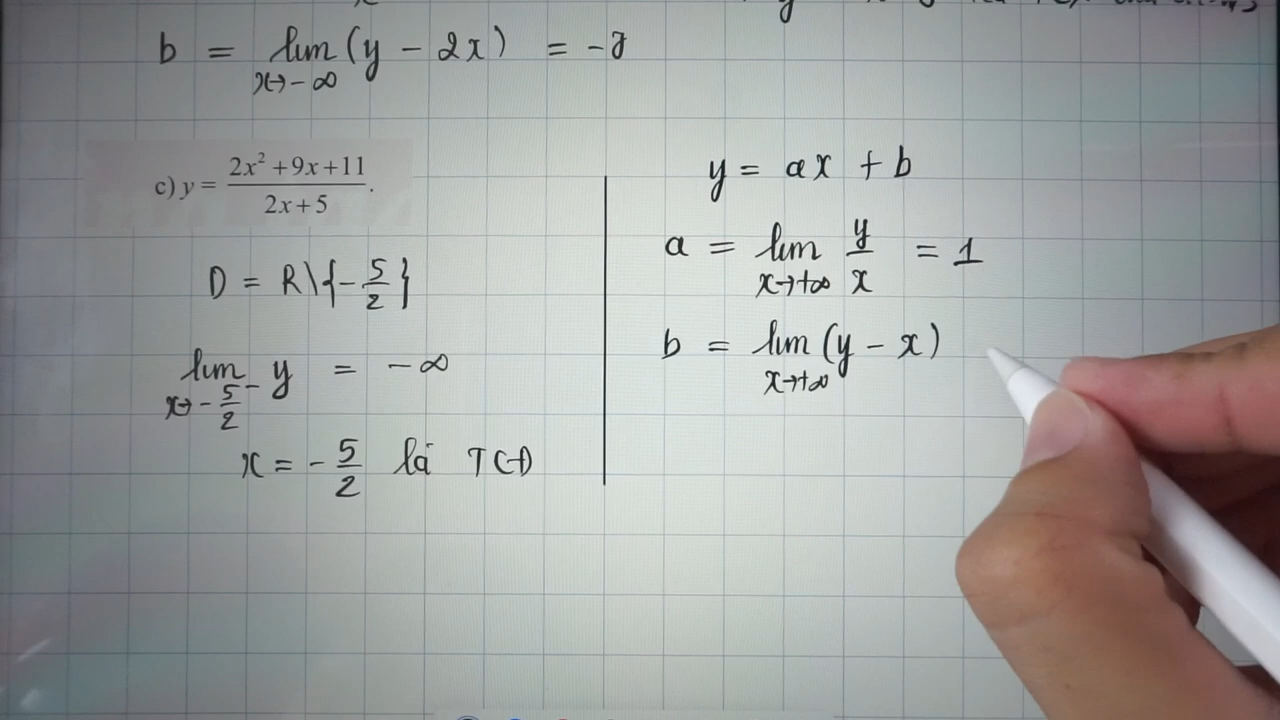 b = lim (y - 2x) = -7
x→-∞
c) y = (2x² + 9x + 11)/(2x + 5).
D = R\{-5/2}
lim y = -∞
x→-5/2⁻
x = -5/2 là TCĐ
y = ax + b
a = lim y/x = 1
x→+∞
b = lim (y - x)
x→+∞